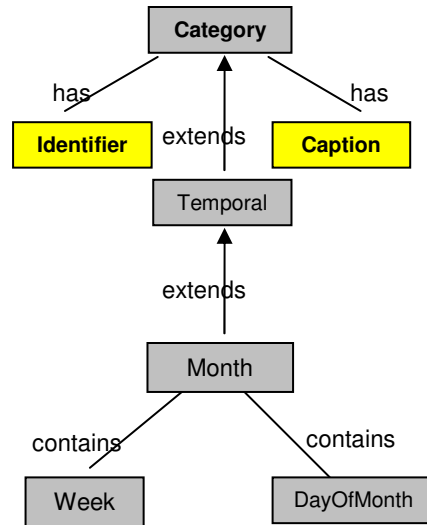 Category
has
has
Identifier
extends
Caption
Temporal
extends
Month
contains
contains
Week
DayOfMonth